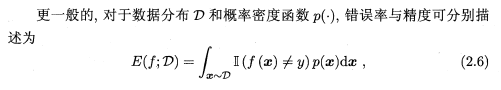 更一般的, 对于数据分布 𝒟 和概率密度函数 p(·), 错误率与精度可分别描
述为
E(f; 𝒟) = ∫_{x∼𝒟} 𝕀 (f (x) ≠ y) p(x)dx , (2.6)